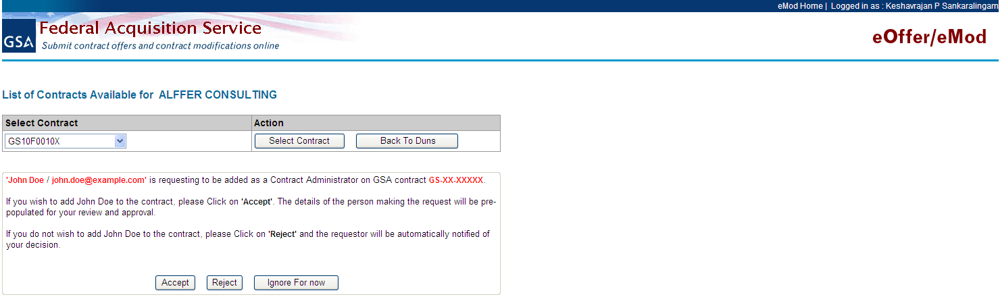 eMod Home | Logged in as : Keshavrajan P Sankaralingam
GSA
Federal Acquisition Service
Submit contract offers and contract modifications online
eOffer/eMod
List of Contracts Available for ALFFER CONSULTING
Select Contract Action
GS10F0010X Select Contract Back To Duns
'John Doe / john.doe@example.com' is requesting to be added as a Contract Administrator on GSA contract GS-XX-XXXXX.
If you wish to add John Doe to the contract, please Click on 'Accept'. The details of the person making the request will be pre-
populated for your review and approval.
If you do not wish to add John Doe to the contract, please Click on 'Reject' and the requestor will be automatically notified of
your decision.
Accept Reject Ignore For now